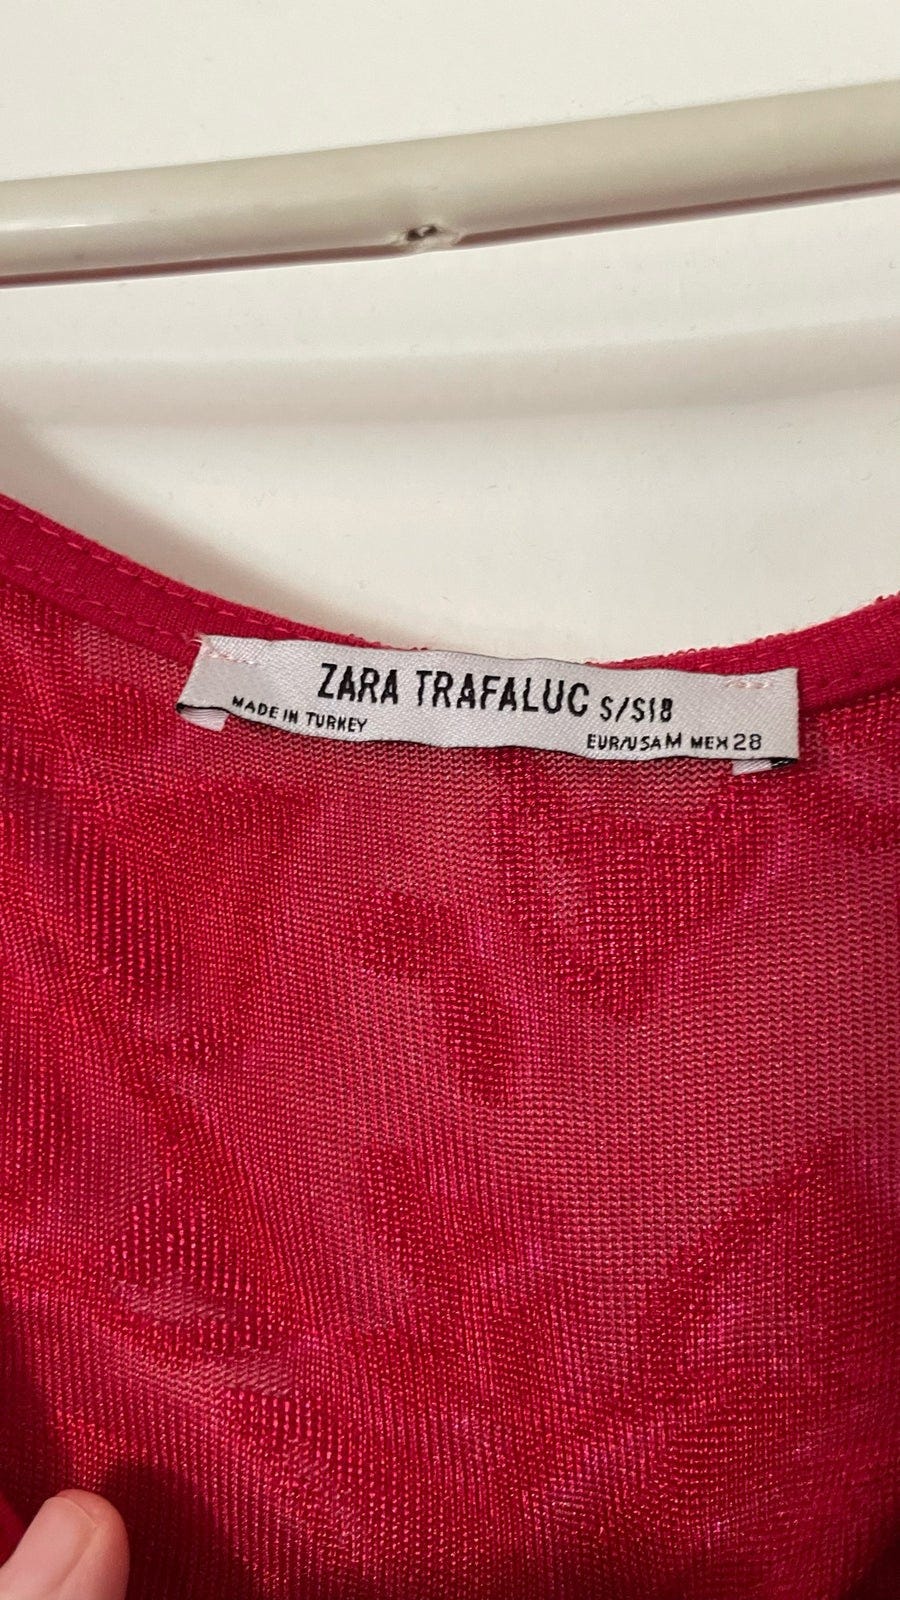 ZARA TRAFALUC S/S18
MADE IN TURKEY
EUR/USA M MEX 28